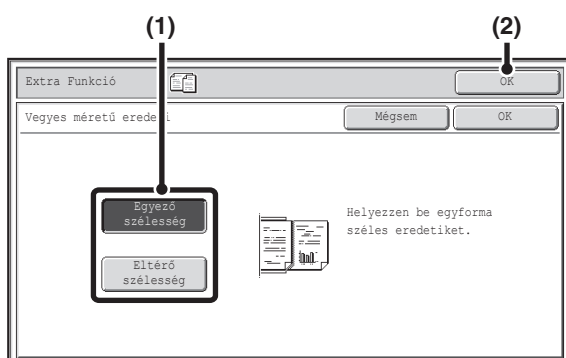 (1) (2)
Extra Funkció OK
Vegyes méretű eredeti Mégsem OK
Egyező
szélesség
Helyezzen be egyforma
széles eredetiket.
Eltérő
szélesség